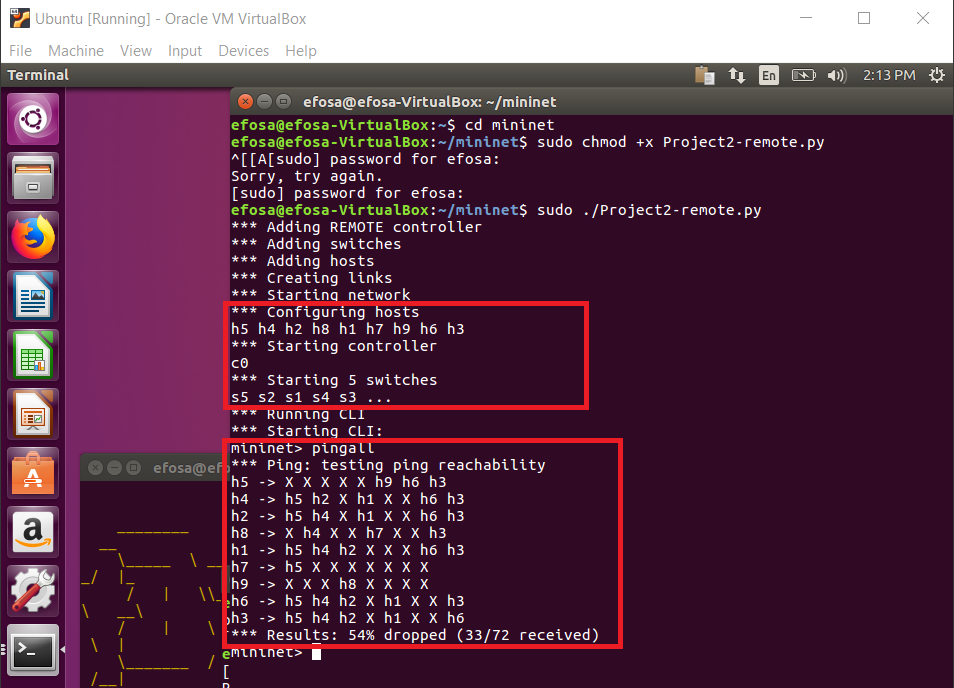 Ubuntu [Running] - Oracle VM VirtualBox
File Machine View Input Devices Help
Terminal
En
2:13 PM
efosa@efosa-VirtualBox: ~/mininet
efosa@efosa-VirtualBox:~$ cd mininet
efosa@efosa-VirtualBox:~/mininet$ sudo chmod +x Project2-remote.py
^[[A[sudo] password for efosa:
Sorry, try again.
[sudo] password for efosa:
efosa@efosa-VirtualBox:~/mininet$ sudo ./Project2-remote.py
*** Adding REMOTE controller
*** Adding switches
*** Adding hosts
*** Creating links
*** Starting network
*** Configuring hosts
h5 h4 h2 h8 h1 h7 h9 h6 h3
*** Starting controller
c0
*** Starting 5 switches
s5 s2 s1 s4 s3 ...
*** Running CLI
*** Starting CLI:
mininet> pingall
*** Ping: testing ping reachability
h5 -> X X X X X h9 h6 h3
h4 -> h5 h2 X h1 X X h6 h3
h2 -> h5 h4 X h1 X X h6 h3
h8 -> X h4 X X h7 X X h3
h1 -> h5 h4 h2 X X X h6 h3
h7 -> h5 X X X X X X X
h9 -> X X X h8 X X X X
h6 -> h5 h4 h2 X h1 X X h3
h3 -> h5 h4 h2 X h1 X X h6
*** Results: 54% dropped (33/72 received)
mininet>
efosa@efo